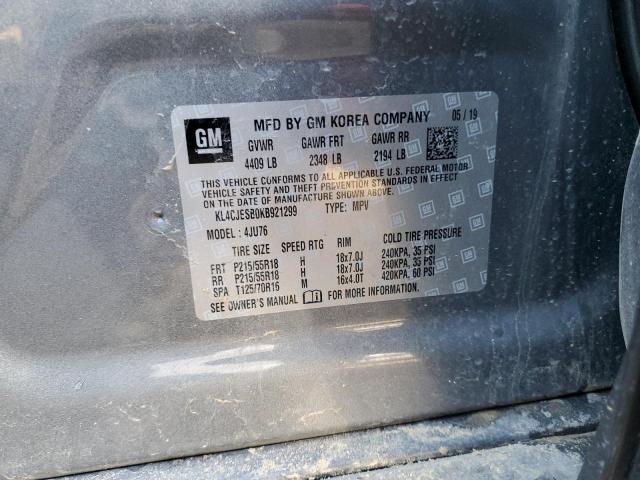 GM
MFD BY GM KOREA COMPANY 05/19
GVWR GAWR FRT GAWR RR
4409 LB 2348 LB 2194 LB
THIS VEHICLE CONFORMS TO ALL APPLICABLE U.S. FEDERAL MOTOR
VEHICLE SAFETY AND THEFT PREVENTION STANDARDS IN EFFECT
ON THE DATE OF MANUFACTURE SHOWN ABOVE.
KL4CJESB0KB921299 TYPE: MPV
MODEL: 4JU76
TIRE SIZE SPEED RTG RIM COLD TIRE PRESSURE
FRT P215/55R18 H 18x7.0J 240KPA, 35 PSI
RR P215/55R18 H 18x7.0J 240KPA, 35 PSI
SPA T125/70R16 M 16x4.0T 420KPA, 60 PSI
SEE OWNER'S MANUAL FOR MORE INFORMATION.